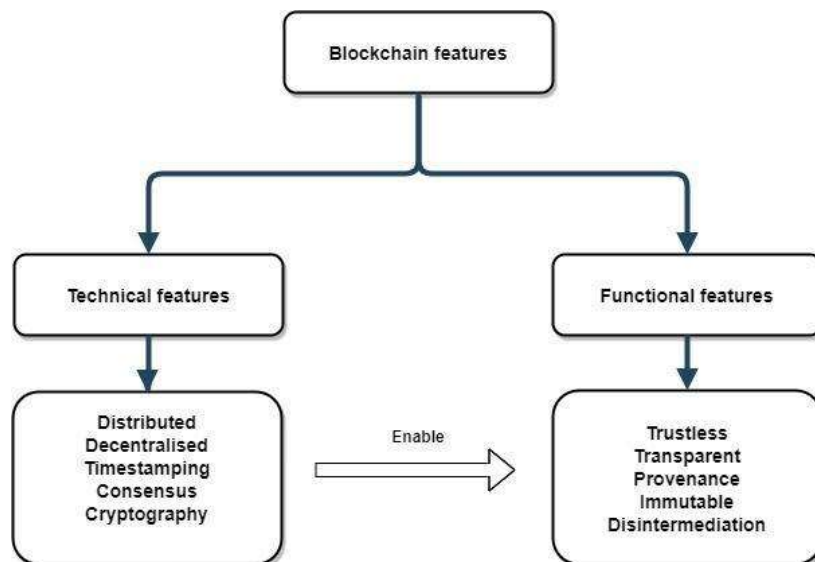 Blockchain features
Technical features
Functional features
Distributed
Decentralised
Timestamping
Consensus
Cryptography
Enable
Trustless
Transparent
Provenance
Immutable
Disintermediation